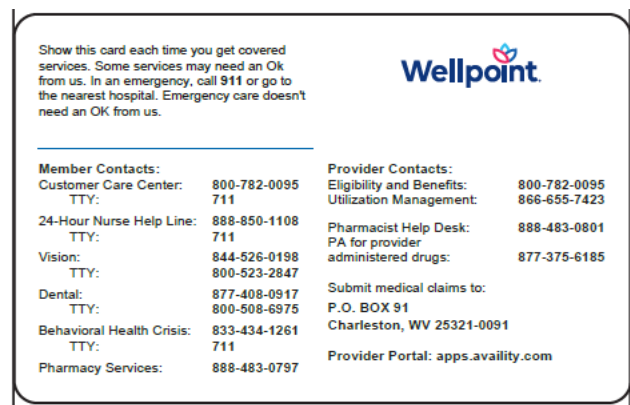 Show this card each time you get covered
services. Some services may need an Ok
from us. In an emergency, call 911 or go to
the nearest hospital. Emergency care doesn't
need an OK from us.
Wellpoint.
Member Contacts:
Customer Care Center: 800-782-0095
TTY: 711
24-Hour Nurse Help Line: 888-850-1108
TTY: 711
Vision: 844-526-0198
TTY: 800-523-2847
Dental: 877-408-0917
TTY: 800-508-6975
Behavioral Health Crisis: 833-434-1261
TTY: 711
Pharmacy Services: 888-483-0797
Provider Contacts:
Eligibility and Benefits: 800-782-0095
Utilization Management: 866-655-7423
Pharmacist Help Desk: 888-483-0801
PA for provider
administered drugs: 877-375-6185
Submit medical claims to:
P.O. BOX 91
Charleston, WV 25321-0091
Provider Portal: apps.availity.com